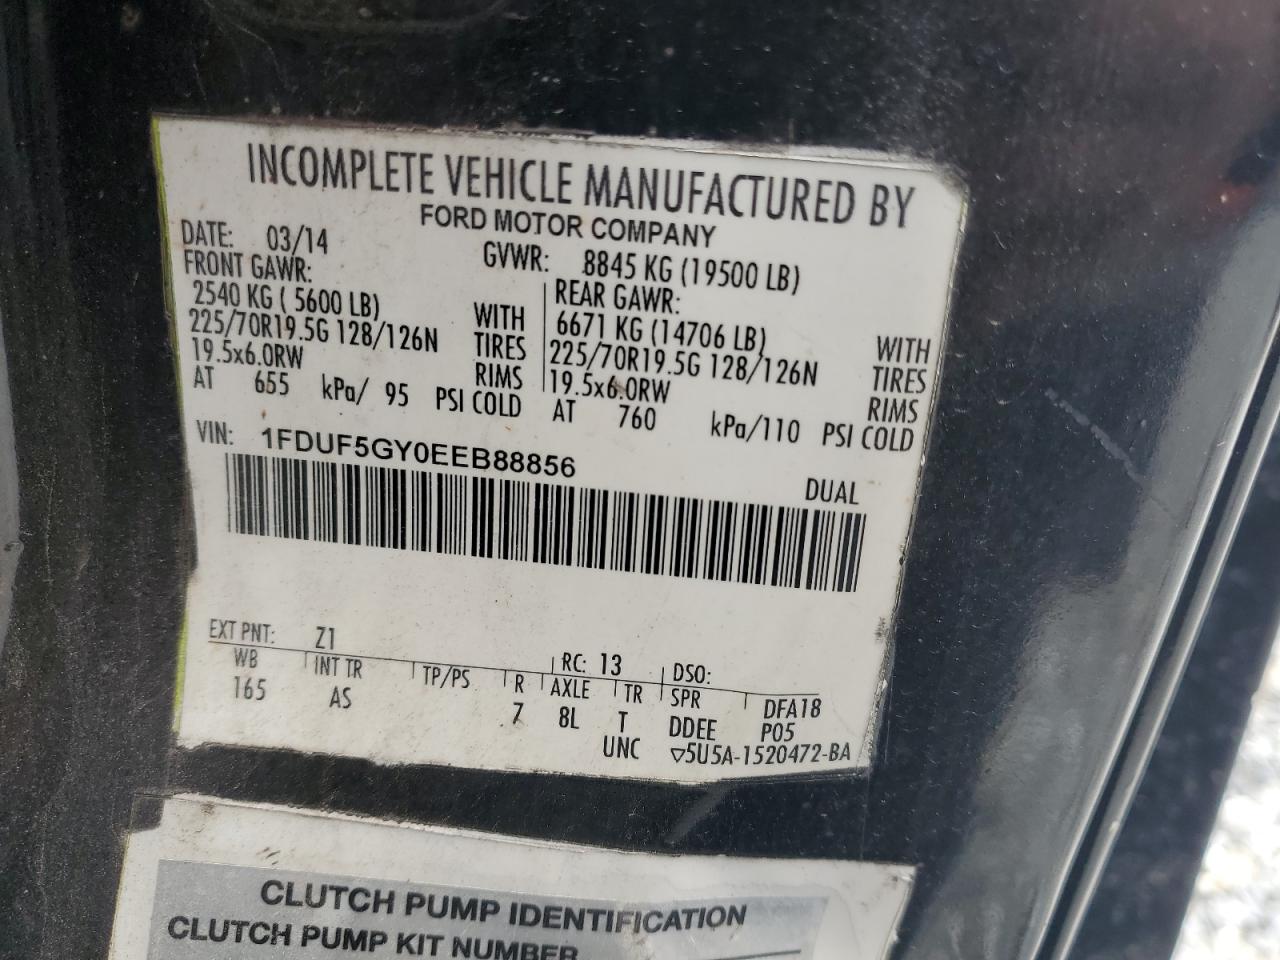 INCOMPLETE VEHICLE MANUFACTURED BY
FORD MOTOR COMPANY
DATE: 03/14 GVWR: 8845 KG (19500 LB)
FRONT GAWR: REAR GAWR:
2540 KG ( 5600 LB) WITH 6671 KG (14706 LB) WITH
225/70R19.5G 128/126N TIRES 225/70R19.5G 128/126N TIRES
19.5x6.0RW RIMS 19.5x6.0RW RIMS
AT 655 kPa/ 95 PSI COLD AT 760 kPa/110 PSI COLD
VIN: 1FDUF5GY0EEB88856
DUAL
EXT PNT: Z1 RC: 13 DSO:
WB INT TR TP/PS R AXLE TR SPR DFA18
165 AS 7 8L T DDEE P05
UNC ▽5U5A-1520472-BA
CLUTCH PUMP IDENTIFICATION
CLUTCH PUMP KIT NUMBER